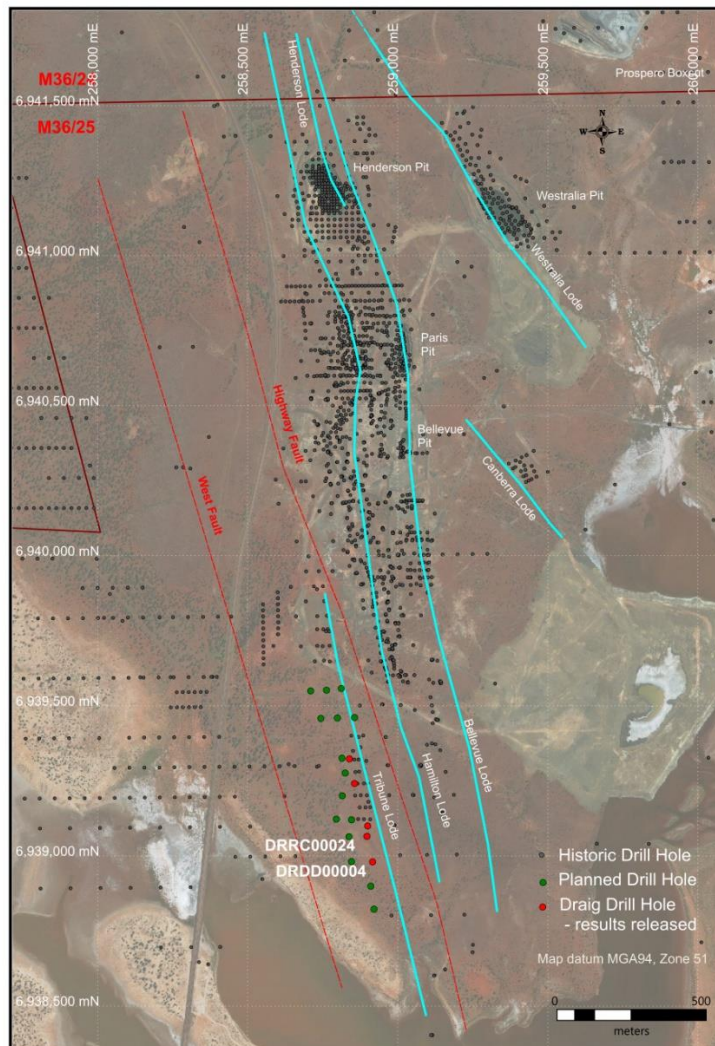 258,000 mE
258,500 mE
259,000 mE
259,500 mE
260,000 mE
Henderson Lode
M36/24
Prospero Boxcut
6,941,500 mN
M36/25
N
W E
S
Henderson Pit
Westralia Pit
6,941,000 mN
Westralia Lode
Paris
Pit
6,940,500 mN
Highway Fault
Bellevue
Pit
West Fault
Canberra Lode
6,940,000 mN
6,939,500 mN
Tribune Lode
Hamilton Lode
Bellevue Lode
DRRC00024
6,939,000 mN
DRDD00004
Historic Drill Hole
Planned Drill Hole
Draig Drill Hole
- results released
Map datum MGA94, Zone 51
6,938,500 mN
0 500
meters